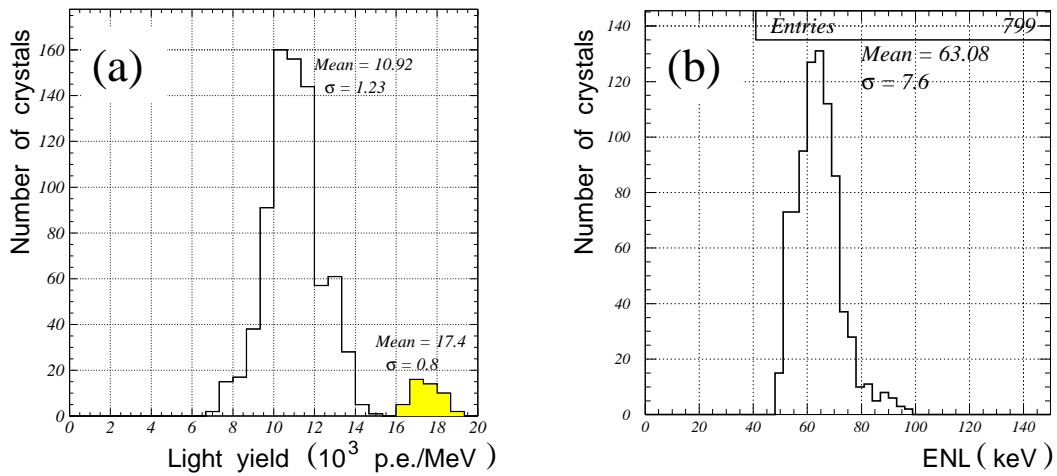 (a)
Mean = 10.92
σ = 1.23
Mean = 17.4
σ = 0.8
Number of crystals
160
140
120
100
80
60
40
20
0
0 2 4 6 8 10 12 14 16 18 20
Light yield (10³ p.e./MeV)
(b)
Entries 799
Mean = 63.08
σ = 7.6
Number of crystals
140
120
100
80
60
40
20
0
0 20 40 60 80 100 120 140
ENL ( keV)